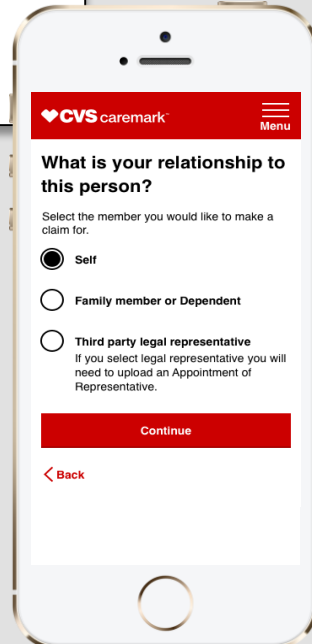 CVS caremark
Menu
What is your relationship to
this person?
Select the member you would like to make a
claim for.
Self
Family member or Dependent
Third party legal representative
If you select legal representative you will
need to upload an Appointment of
Representative.
Continue
Back